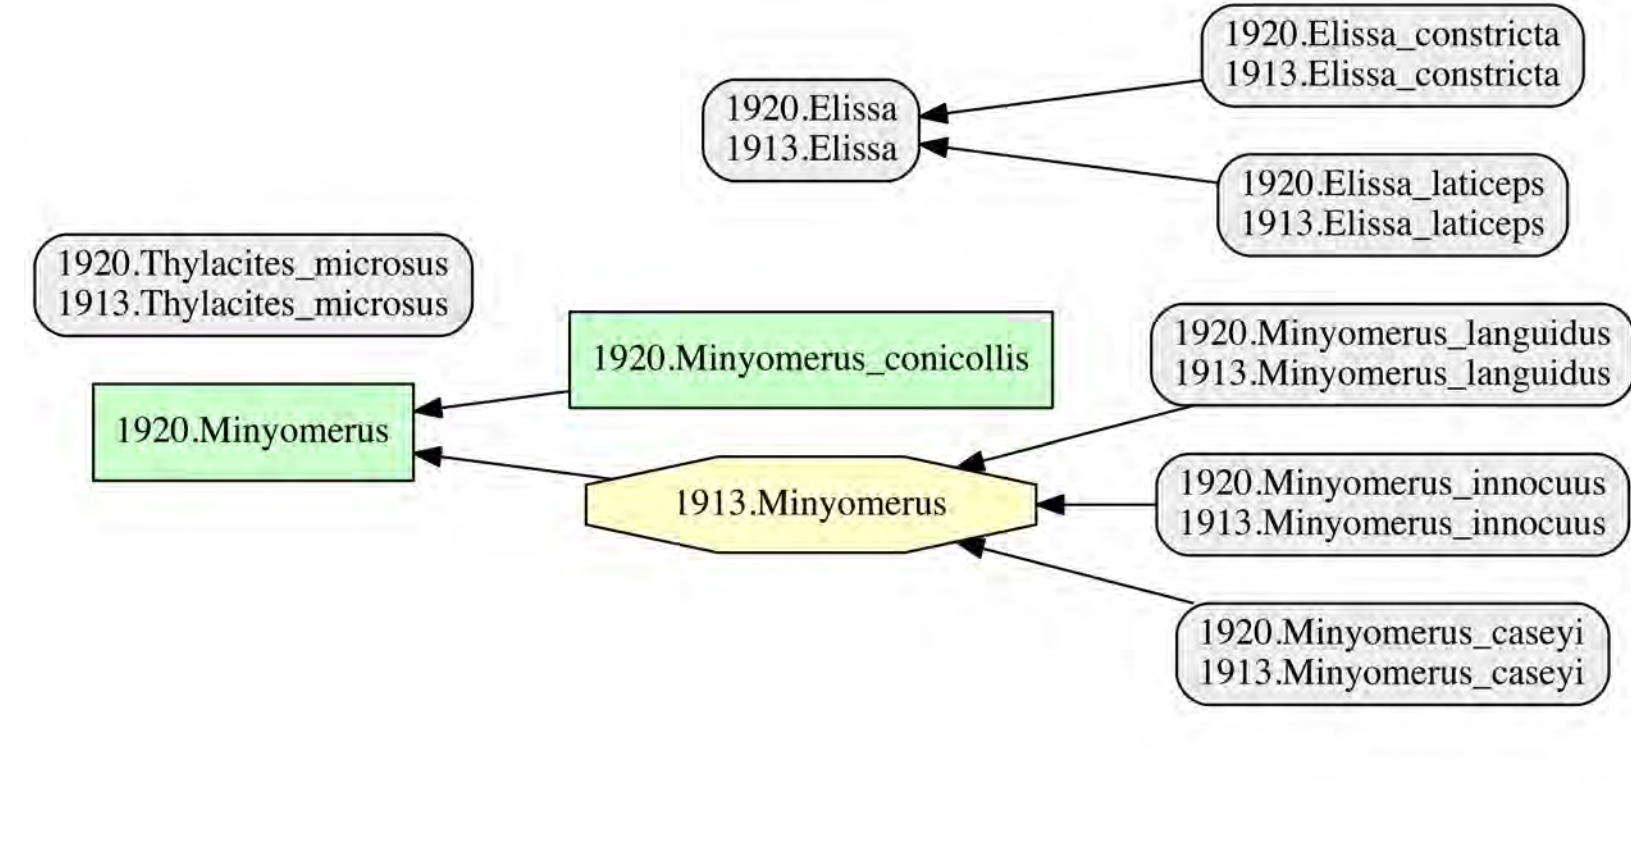 1920.Elissa_constricta
1913.Elissa_constricta
1920.Elissa
1913.Elissa
1920.Elissa_laticeps
1913.Elissa_laticeps
1920.Thylacites_microsus
1913.Thylacites_microsus
1920.Minyomerus_conicollis
1920.Minyomerus_languidus
1913.Minyomerus_languidus
1920.Minyomerus
1913.Minyomerus
1920.Minyomerus_innocuus
1913.Minyomerus_innocuus
1920.Minyomerus_caseyi
1913.Minyomerus_caseyi